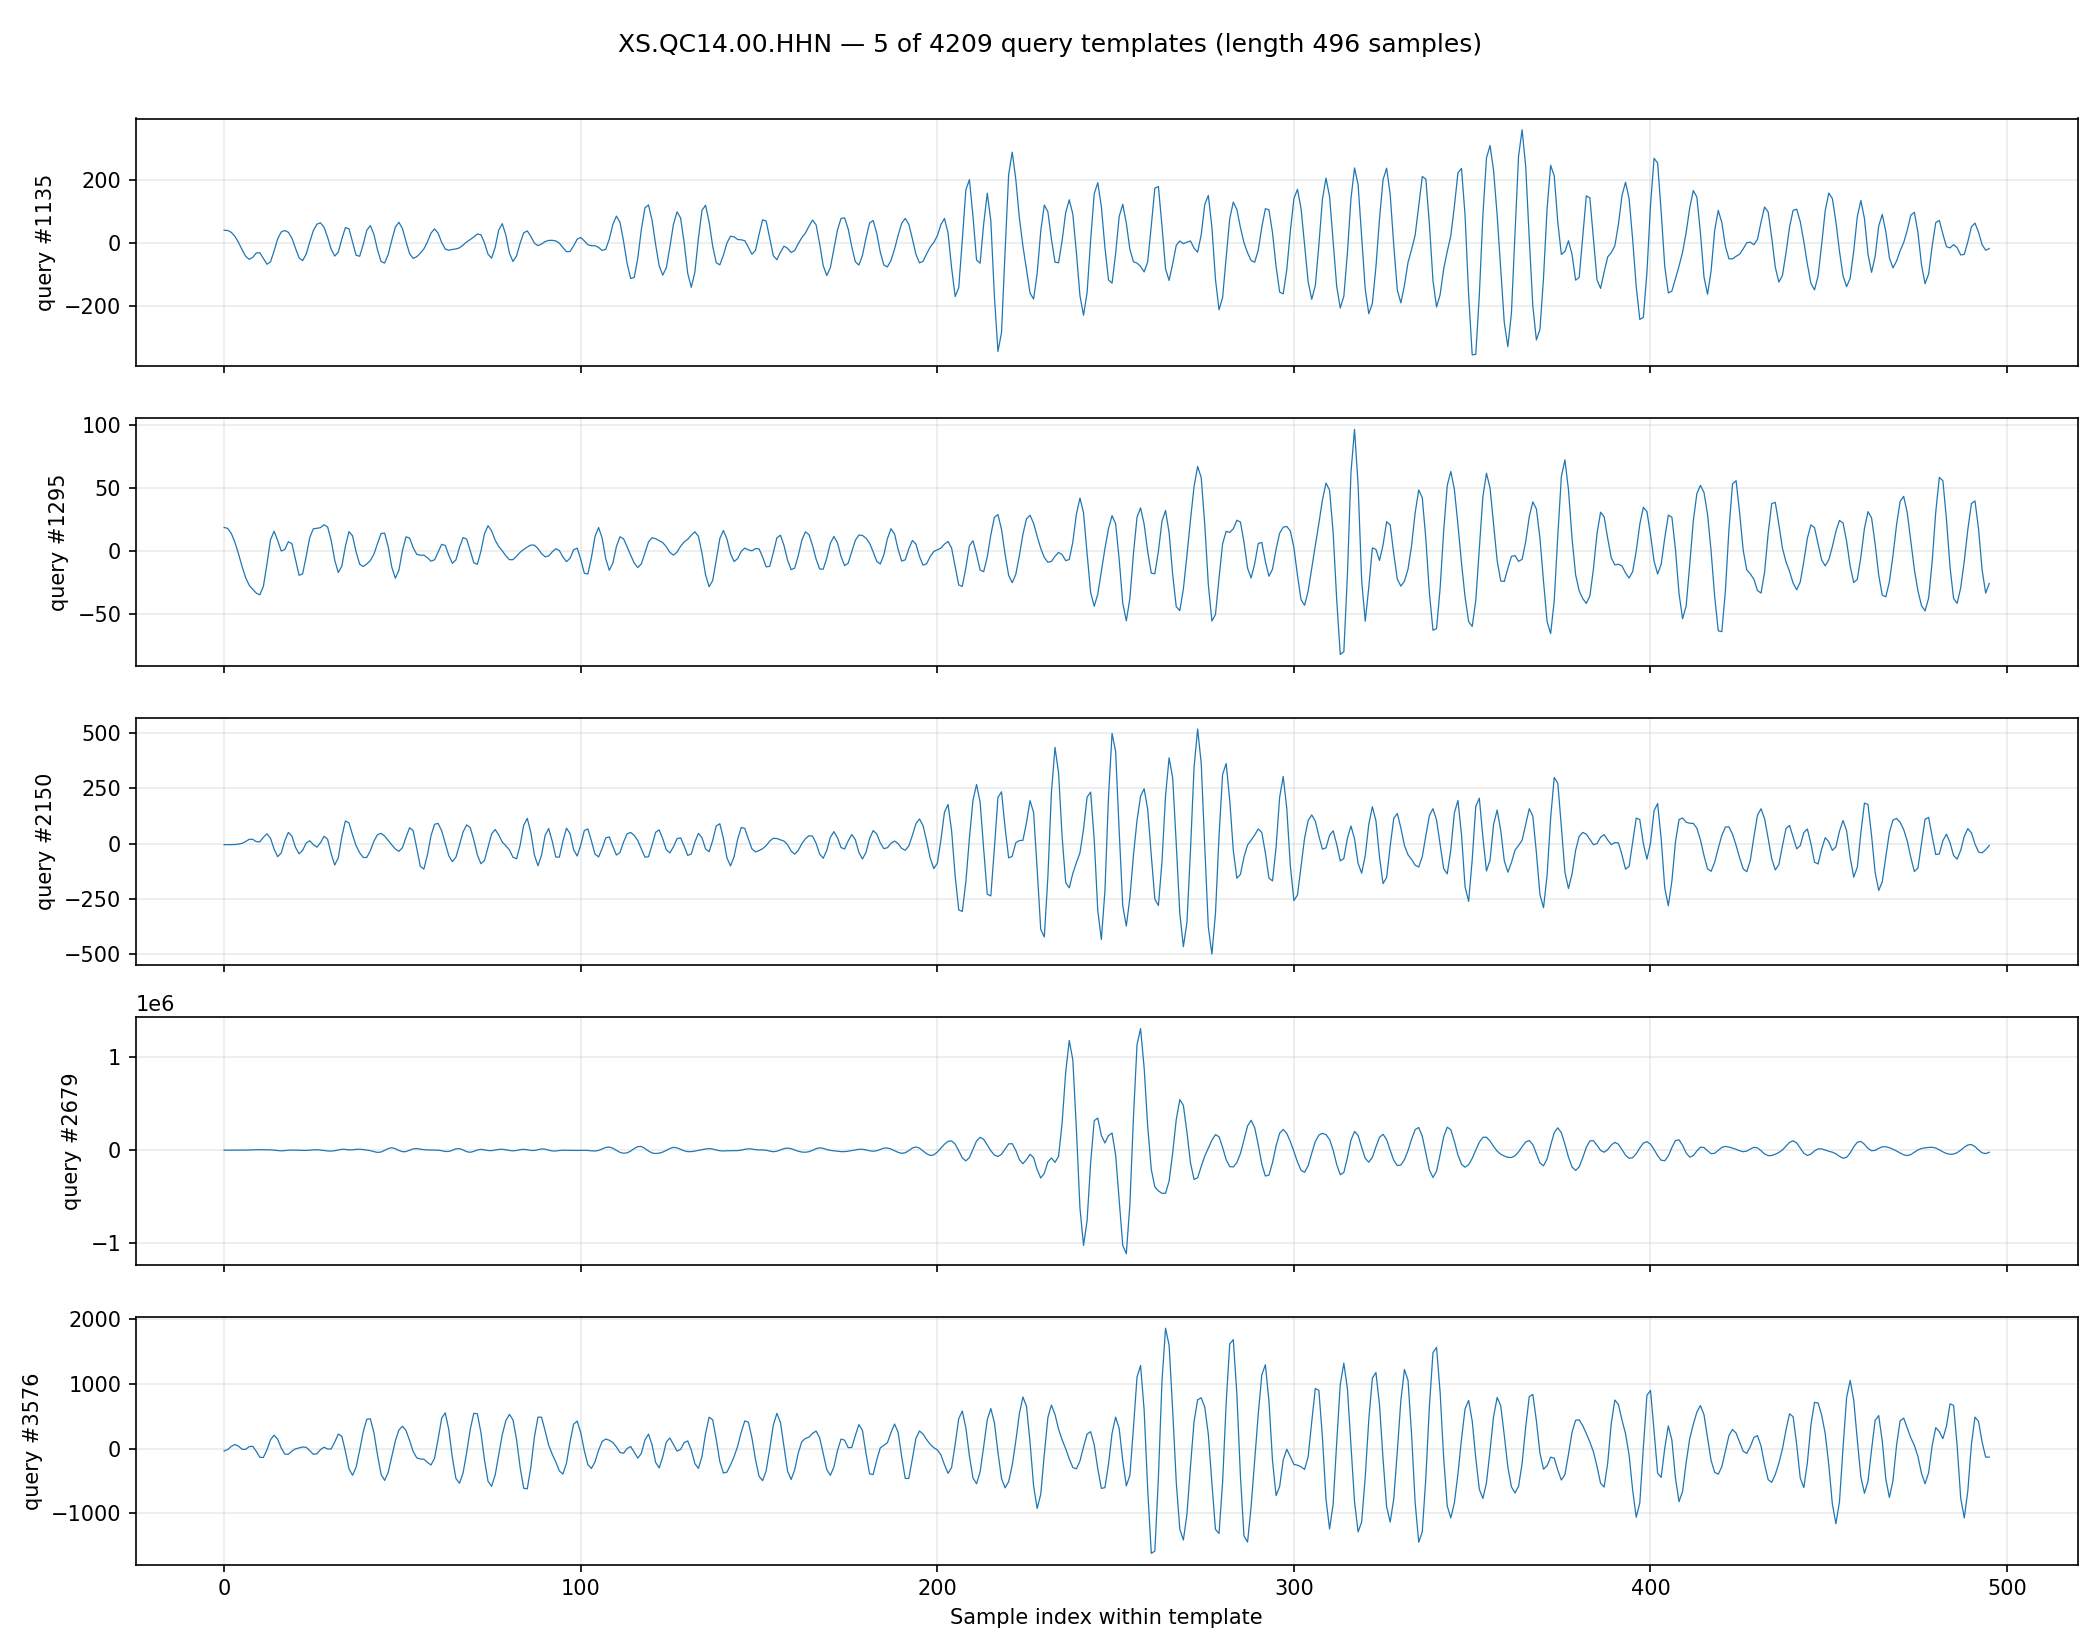 XS.QC14.00.HHN — 5 of 4209 query templates (length 496 samples)
query #1135
200
0
−200
query #1295
100
50
0
−50
query #2150
500
250
0
−250
−500
1e6
query #2679
1
0
−1
query #3576
2000
1000
0
−1000
0 100 200 300 400 500
Sample index within template